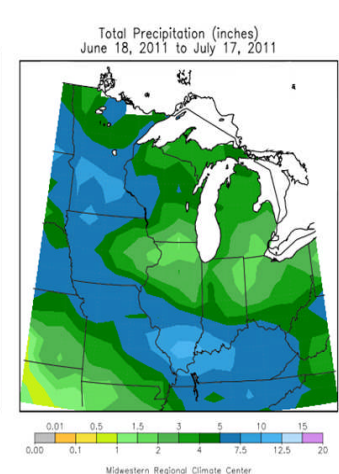 Total Precipitation (inches)
June 18, 2011 to July 17, 2011
0.01 0.5 1.5 3 5 10 15
0.00 0.1 1 2 4 7.5 12.5 20
Midwestern Regional Climate Center